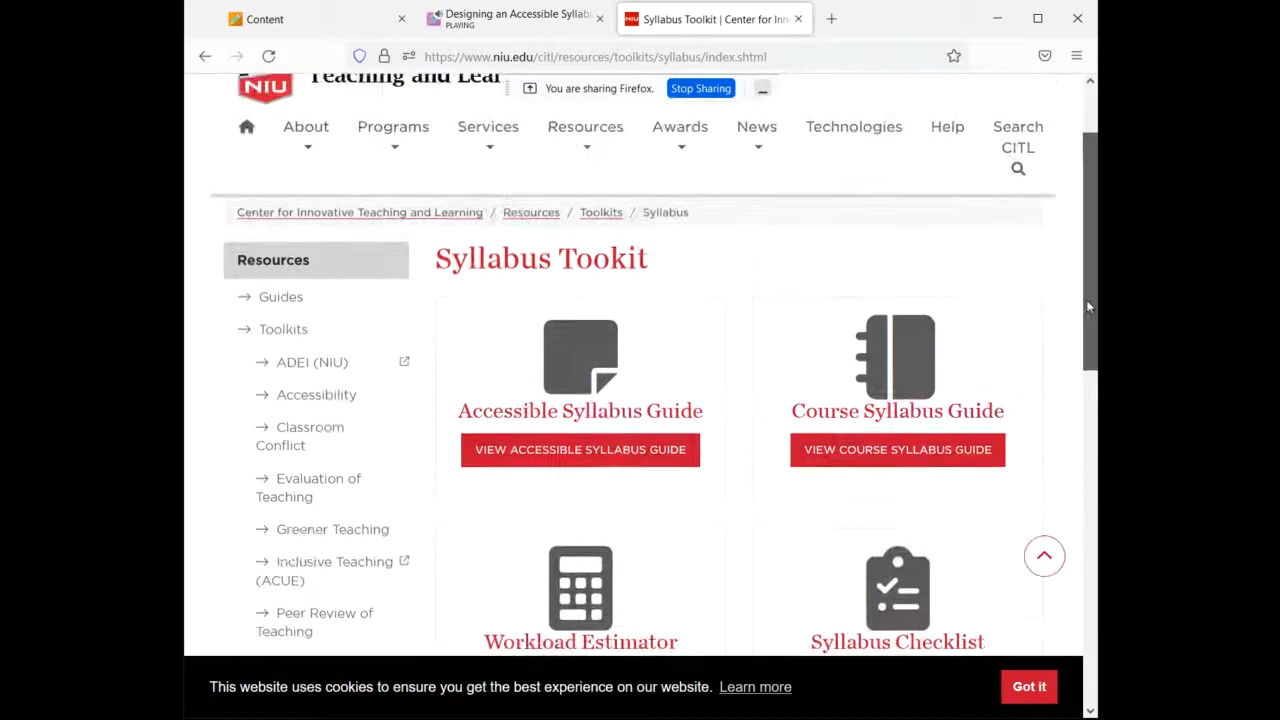 Content
Designing an Accessible Syllab
PLAYING
Syllabus Toolkit | Center for Inn
https://www.niu.edu/citl/resources/toolkits/syllabus/index.shtml
NIU
Teaching and Lear
You are sharing Firefox. Stop Sharing
About Programs Services Resources Awards News Technologies Help Search CITL
Center for Innovative Teaching and Learning / Resources / Toolkits / Syllabus
Resources
Guides
Toolkits
ADEI (NIU)
Accessibility
Classroom
Conflict
Evaluation of
Teaching
Greener Teaching
Inclusive Teaching
(ACUE)
Peer Review of
Teaching
Syllabus Tookit
Accessible Syllabus Guide
VIEW ACCESSIBLE SYLLABUS GUIDE
Course Syllabus Guide
VIEW COURSE SYLLABUS GUIDE
Workload Estimator
Syllabus Checklist
This website uses cookies to ensure you get the best experience on our website. Learn more
Got it